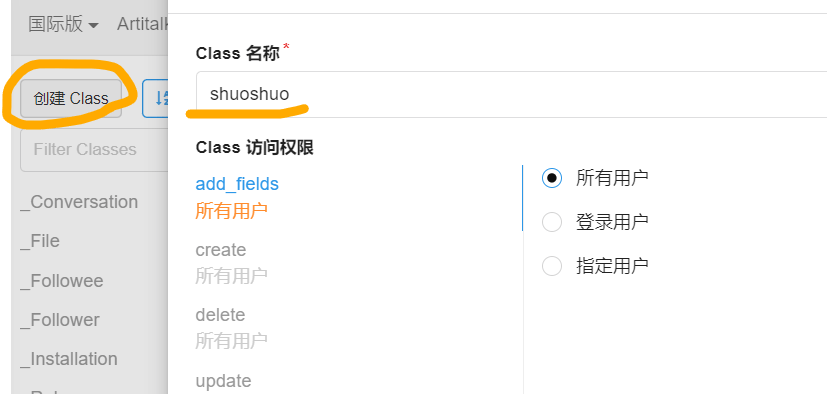 国际版 Artitalk
创建 Class
Filter Classes
_Conversation
_File
_Followee
_Follower
_Installation
Class 名称*
shuoshuo
Class 访问权限
add_fields
所有用户
create
所有用户
delete
所有用户
update
所有用户
登录用户
指定用户